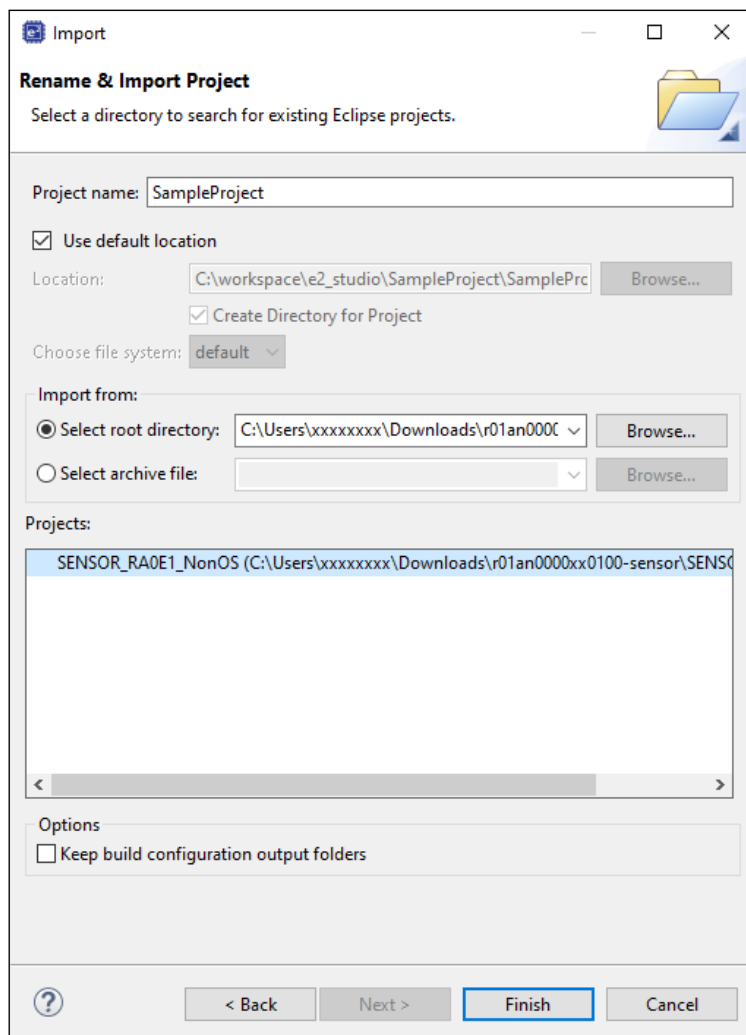 e² Import
Rename & Import Project
Select a directory to search for existing Eclipse projects.
Project name: SampleProject
Use default location
Location: C:\workspace\e2_studio\SampleProject\SamplePrc Browse...
Create Directory for Project
Choose file system: default
Import from:
Select root directory: C:\Users\xxxxxxxx\Downloads\r01an000( Browse...
Select archive file: Browse...
Projects:
SENSOR_RA0E1_NonOS (C:\Users\xxxxxxxx\Downloads\r01an0000xx0100-sensor\SENSO
Options
Keep build configuration output folders
? < Back Next > Finish Cancel